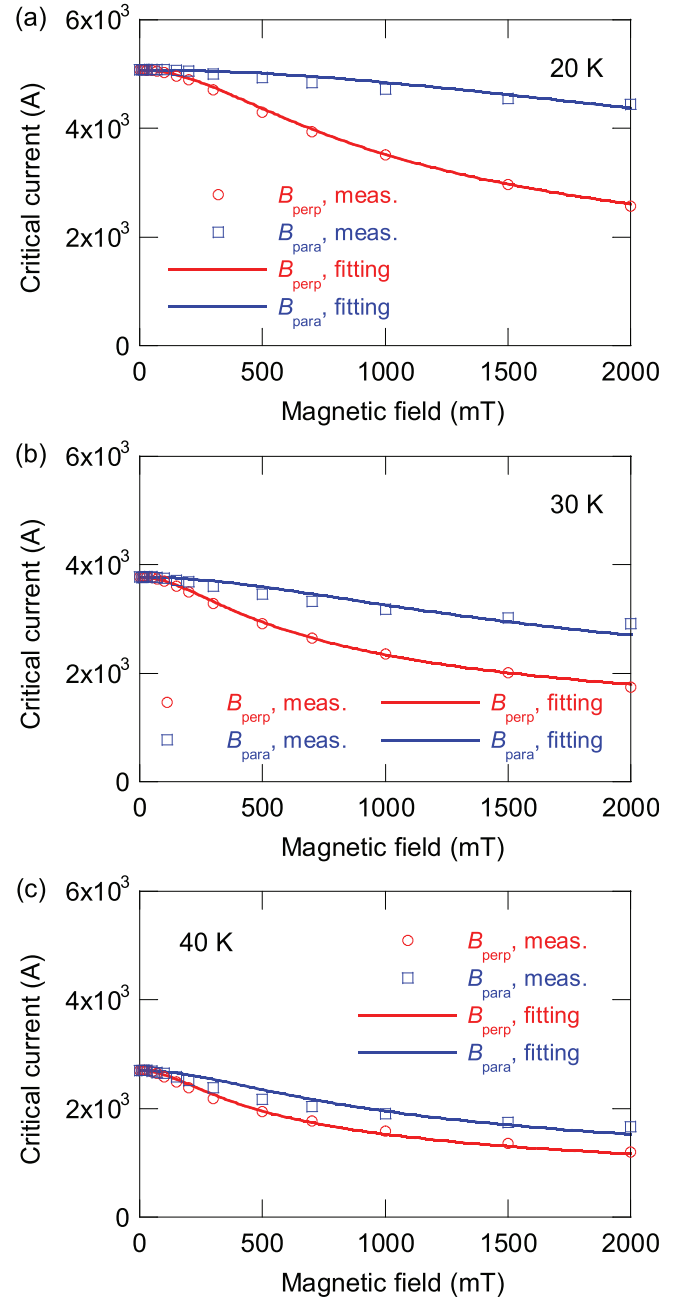 (a)
6x10³
4x10³
2x10³
0
Critical current (A)
20 K
B_perp, meas.
B_para, meas.
B_perp, fitting
B_para, fitting
0 500 1000 1500 2000
Magnetic field (mT)
(b)
6x10³
4x10³
2x10³
0
Critical current (A)
30 K
B_perp, meas. B_perp, fitting
B_para, meas. B_para, fitting
0 500 1000 1500 2000
Magnetic field (mT)
(c)
6x10³
4x10³
2x10³
0
Critical current (A)
40 K
B_perp, meas.
B_para, meas.
B_perp, fitting
B_para, fitting
0 500 1000 1500 2000
Magnetic field (mT)